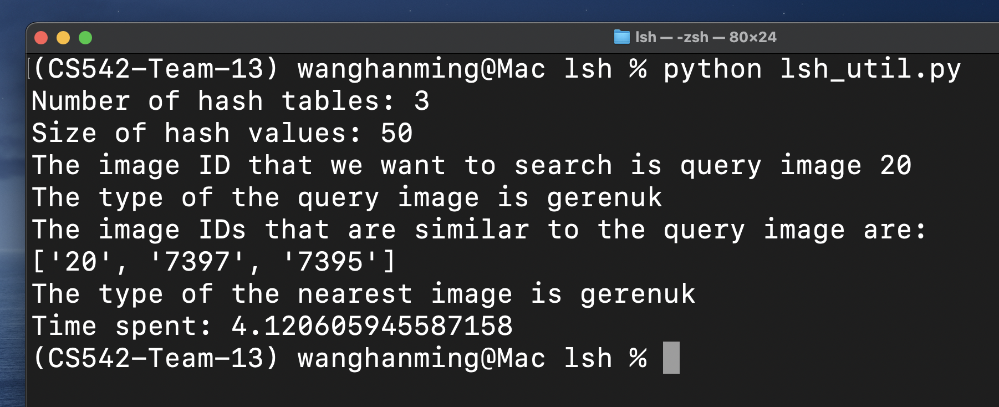 lsh — -zsh — 80×24
(CS542-Team-13) wanghanming@Mac lsh % python lsh_util.py
Number of hash tables: 3
Size of hash values: 50
The image ID that we want to search is query image 20
The type of the query image is gerenuk
The image IDs that are similar to the query image are:
['20', '7397', '7395']
The type of the nearest image is gerenuk
Time spent: 4.120605945587158
(CS542-Team-13) wanghanming@Mac lsh %